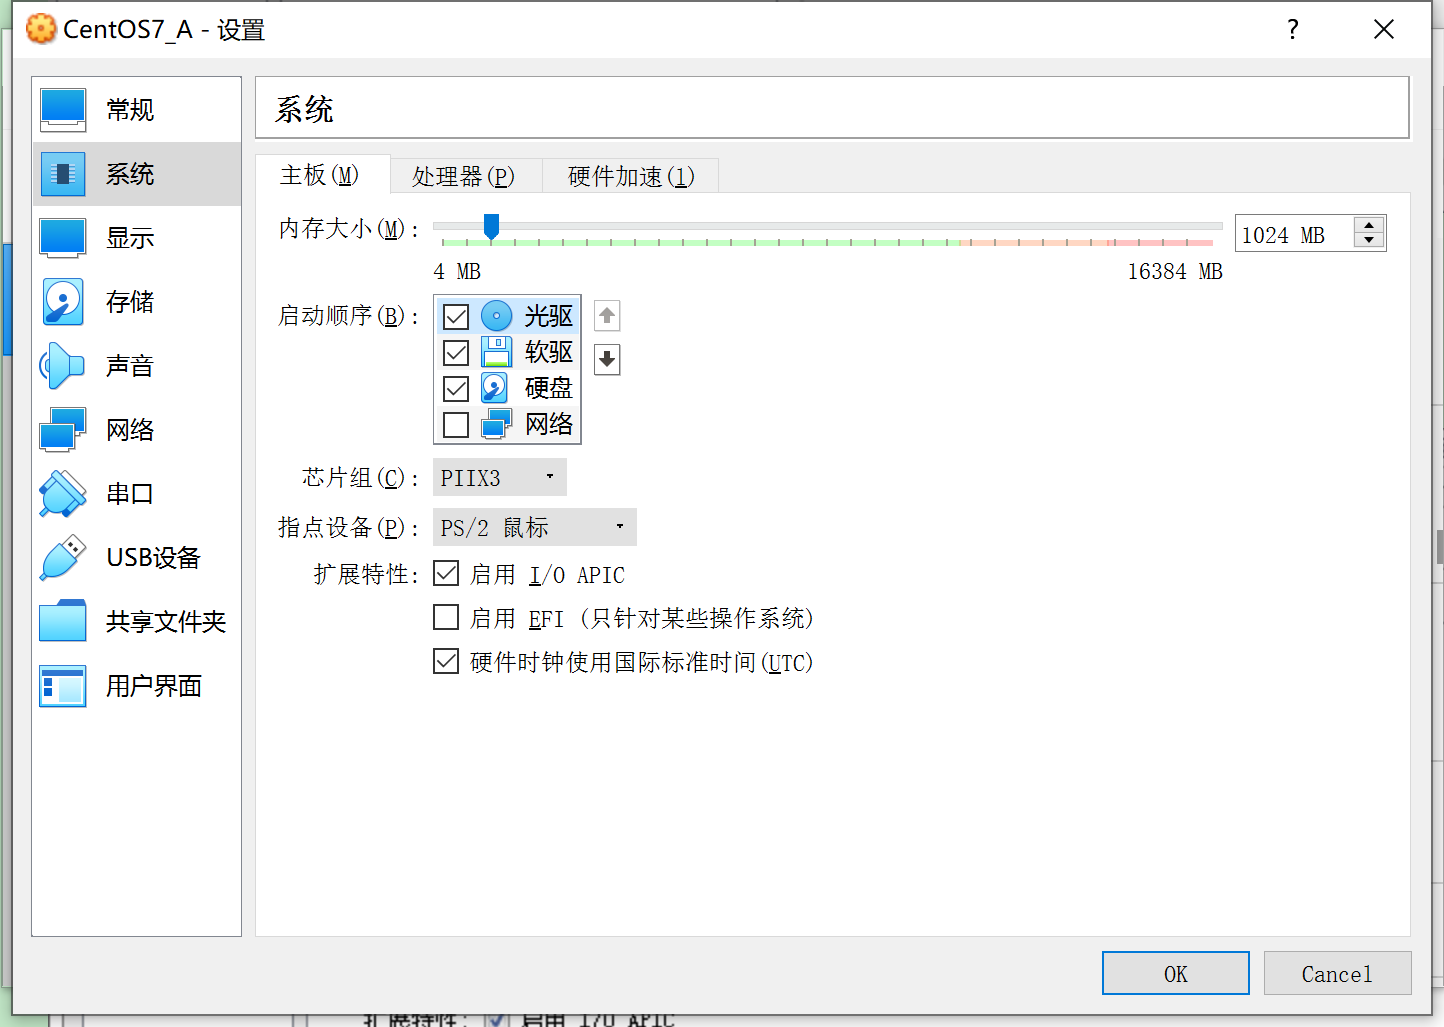 CentOS7_A - 设置
?
常规
系统
显示
存储
声音
网络
串口
USB设备
共享文件夹
用户界面
系统
主板(M) 处理器(P) 硬件加速(l)
内存大小(M): 1024 MB
4 MB 16384 MB
启动顺序(B): 光驱
软驱
硬盘
网络
芯片组(C): PIIX3
指点设备(P): PS/2 鼠标
扩展特性: 启用 I/O APIC
启用 EFI (只针对某些操作系统)
硬件时钟使用国际标准时间(UTC)
OK Cancel
扩展特性: 启用 I/O APIC